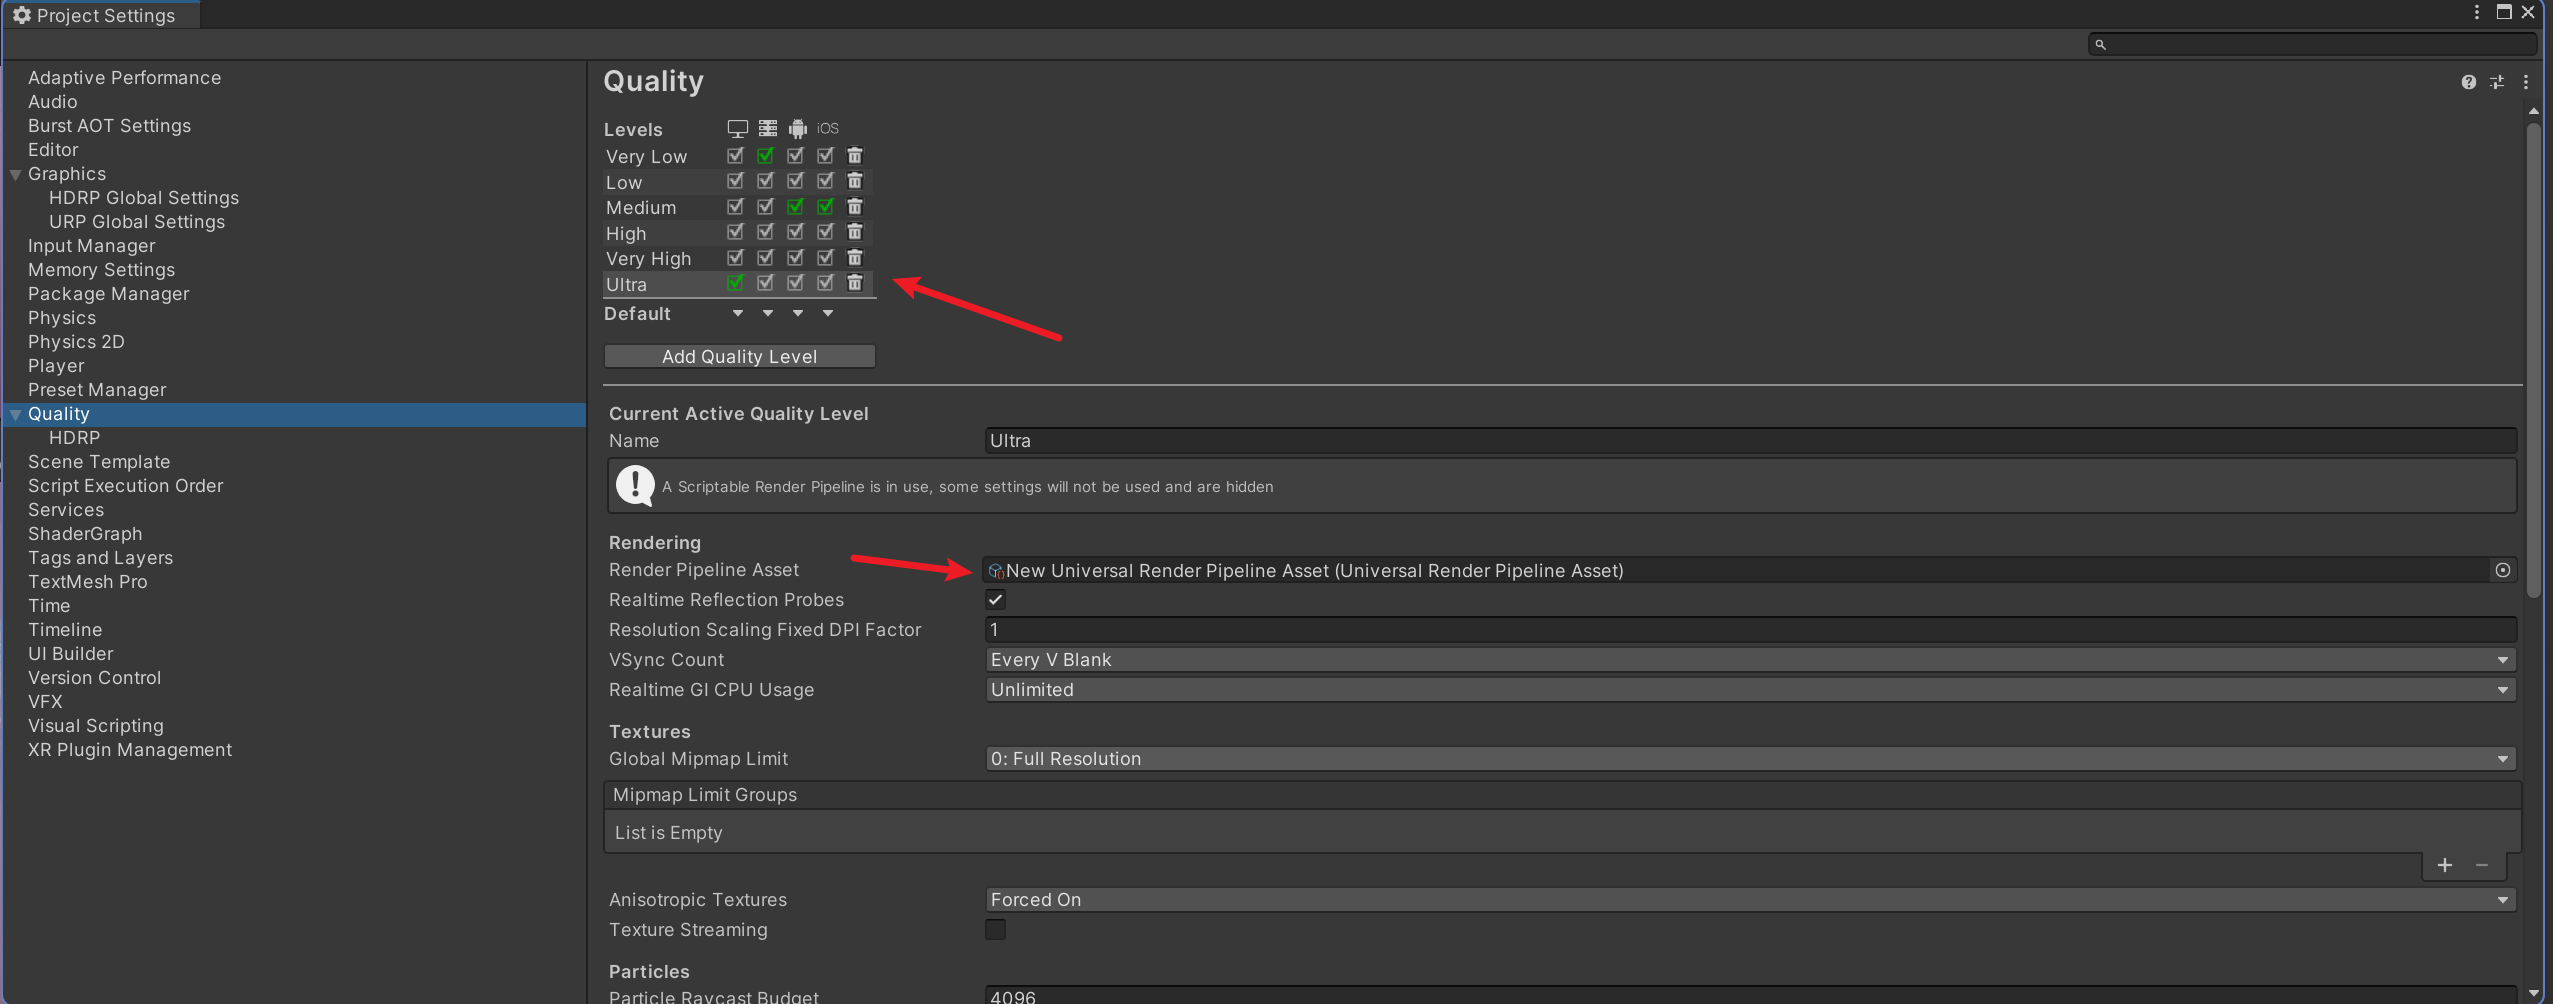 Project Settings
Adaptive Performance
Audio
Burst AOT Settings
Editor
Graphics
HDRP Global Settings
URP Global Settings
Input Manager
Memory Settings
Package Manager
Physics
Physics 2D
Player
Preset Manager
Quality
HDRP
Scene Template
Script Execution Order
Services
ShaderGraph
Tags and Layers
TextMesh Pro
Time
Timeline
UI Builder
Version Control
VFX
Visual Scripting
XR Plugin Management
Quality
Levels iOS
Very Low
Low
Medium
High
Very High
Ultra
Default
Add Quality Level
Current Active Quality Level
Name Ultra
A Scriptable Render Pipeline is in use, some settings will not be used and are hidden
Rendering
Render Pipeline Asset New Universal Render Pipeline Asset (Universal Render Pipeline Asset)
Realtime Reflection Probes
Resolution Scaling Fixed DPI Factor 1
VSync Count Every V Blank
Realtime GI CPU Usage Unlimited
Textures
Global Mipmap Limit 0: Full Resolution
Mipmap Limit Groups
List is Empty
Anisotropic Textures Forced On
Texture Streaming
Particles
Particle Raycast Budget 4096